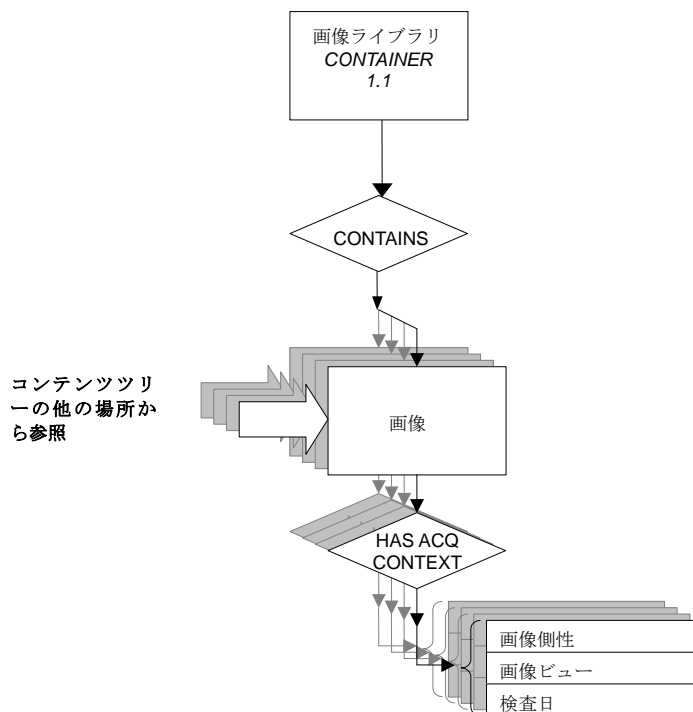 画像ライブラリ
CONTAINER
1.1
CONTAINS
コンテンツツリ
ーの他の場所か
ら参照
画像
HAS ACQ
CONTEXT
画像側性
画像ビュー
検査日